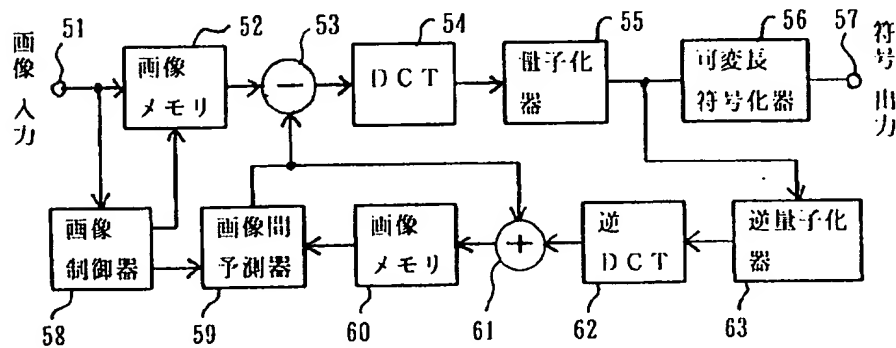 画像入力
51
52
53
54
55
56
57
符号出力
画像
メモリ
−
DCT
量子化
器
可変長
符号化器
画像
制御器
画像間
予測器
画像
メモリ
+
逆
DCT
逆量子化
器
58
59
60
61
62
63